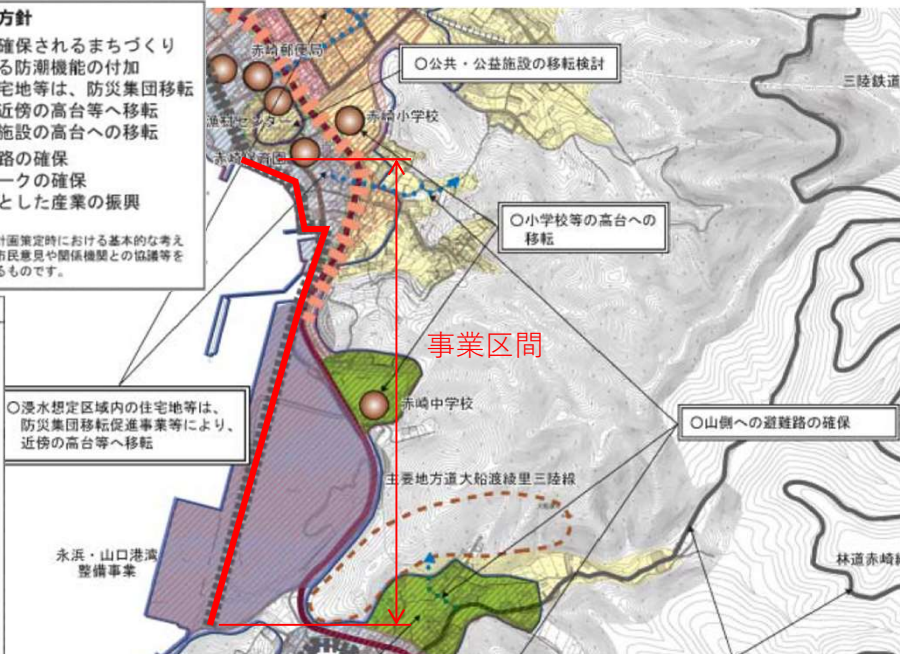 方針
確保されるまちづくり
る防潮機能の付加
宅地等は、防災集団移転
近傍の高台等へ移転
施設の高台への移転
路の確保
ークの確保
とした産業の振興
計画策定時における基本的な考え
市民意見や関係機関との協議等を
るものです。
赤崎郵便局
○公共・公益施設の移転検討
三陸鉄道
漁村センター
赤崎小学校
赤崎保育園
○小学校等の高台への
移転
事業区間
○浸水想定区域内の住宅地等は、
防災集団移転促進事業等により、
近傍の高台等へ移転
赤崎中学校
○山側への避難路の確保
主要地方道大船渡綾里三陸線
永浜・山口港湾
整備事業
林道赤崎線